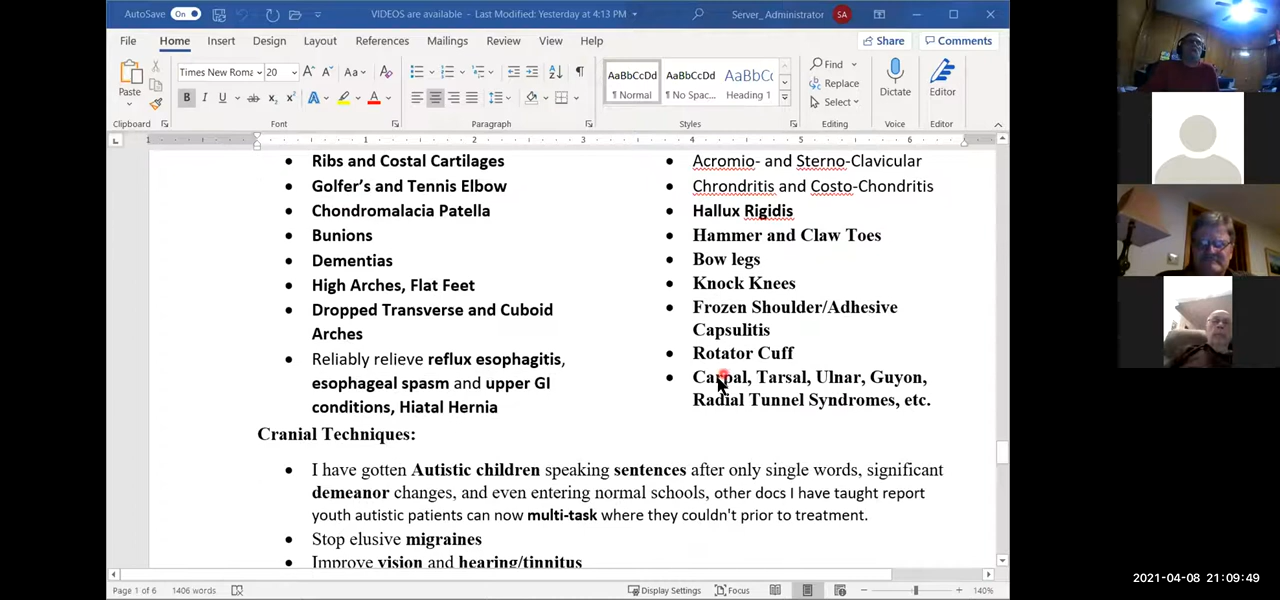 AutoSave On
VIDEOS are available - Last Modified: Yesterday at 4:13 PM
Server_Administrator SA
File Home Insert Design Layout References Mailings Review View Help
Share Comments
Times New Roma 20
Paste
AaBbCcDd AaBbCcDd AaBbCc
¶ Normal ¶ No Spac... Heading 1
Find
Replace
Select
Dictate
Editor
Clipboard Font Paragraph Styles Editing Voice Editor
1 1 2 3 4 5 6
• Ribs and Costal Cartilages
• Golfer's and Tennis Elbow
• Chondromalacia Patella
• Bunions
• Dementias
• High Arches, Flat Feet
• Dropped Transverse and Cuboid
Arches
• Reliably relieve reflux esophagitis,
esophageal spasm and upper GI
conditions, Hiatal Hernia
• Acromio- and Sterno-Clavicular
• Chrondritis and Costo-Chondritis
• Hallux Rigidis
• Hammer and Claw Toes
• Bow legs
• Knock Knees
• Frozen Shoulder/Adhesive
Capsulitis
• Rotator Cuff
• Carpal, Tarsal, Ulnar, Guyon,
Radial Tunnel Syndromes, etc.
Cranial Techniques:
• I have gotten Autistic children speaking sentences after only single words, significant
demeanor changes, and even entering normal schools, other docs I have taught report
youth autistic patients can now multi-task where they couldn't prior to treatment.
• Stop elusive migraines
• Improve vision and hearing/tinnitus
Page 1 of 6 1406 words
Display Settings Focus
140%
2021-04-08 21:09:49